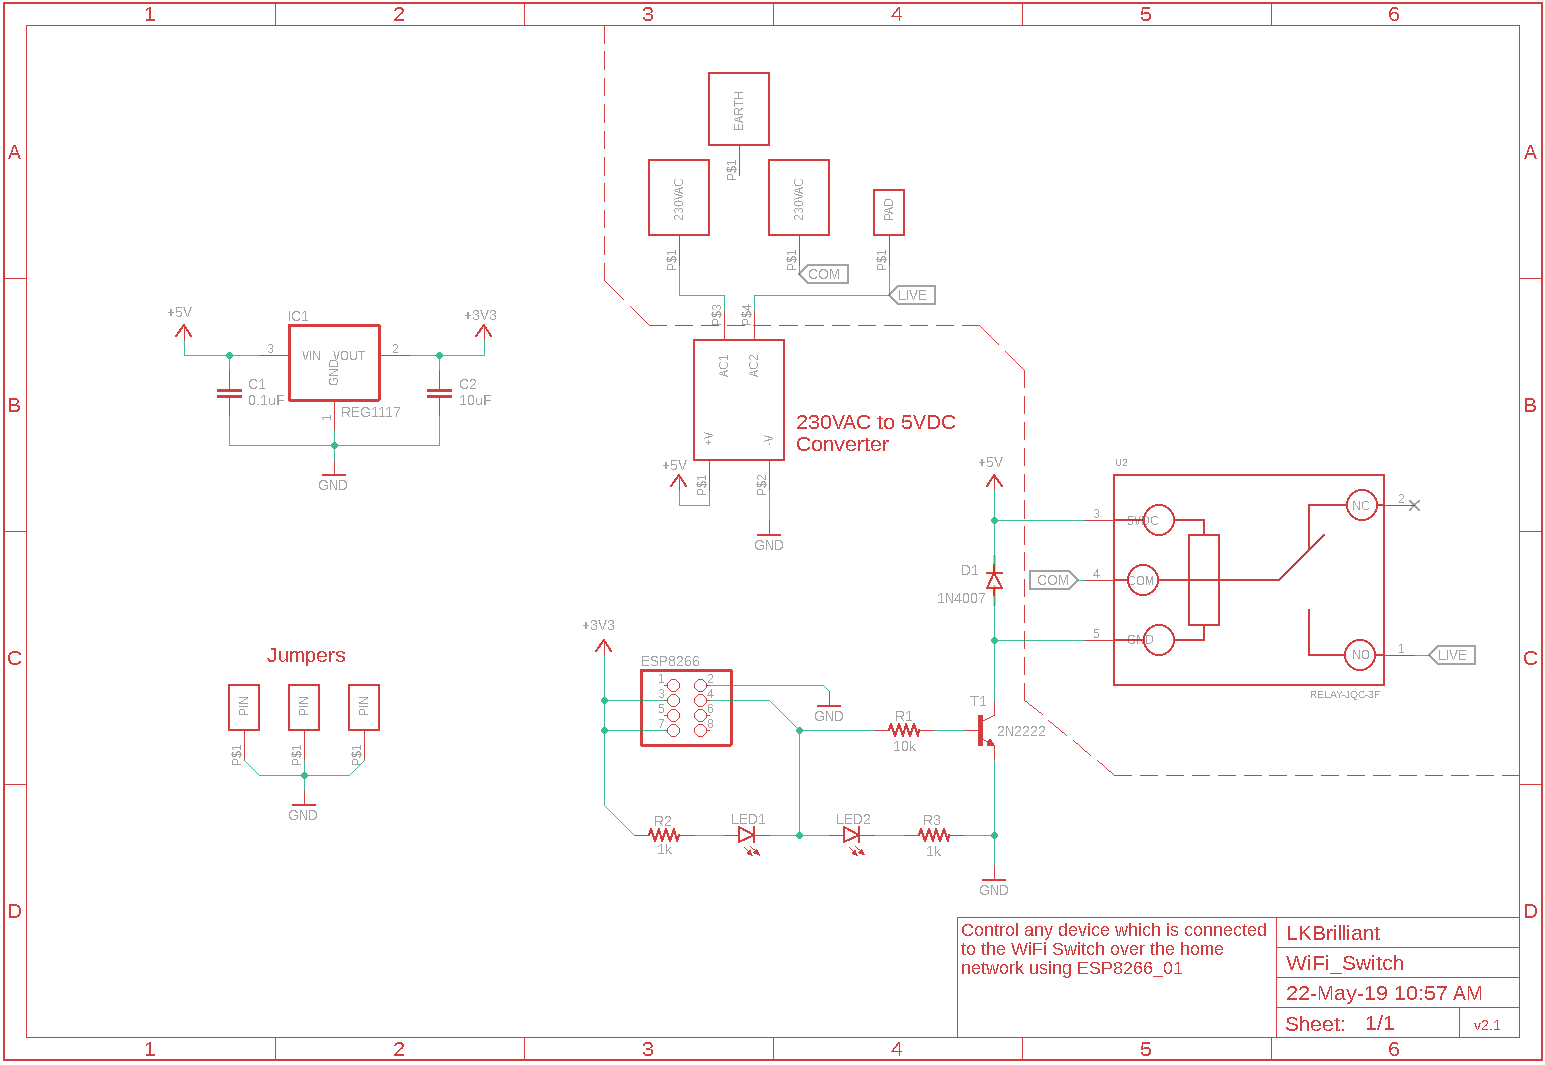 1 2 3 4 5 6
A A
B B
C C
D D
EARTH
P$1
230VAC
P$1
230VAC
P$1
COM
PAD
P$1
LIVE
P$3
P$4
AC1
AC2
+V
-V
230VAC to 5VDC
Converter
+5V
P$1
P$2
GND
+5V
IC1
+3V3
3
VIN
VOUT
GND
2
1
REG1117
C1
0.1uF
C2
10uF
GND
+5V
D1
1N4007
U2
3
5VDC
COM
4
COM
5
GND
NC
2
NO
1
LIVE
RELAY-JQC-3F
Jumpers
PIN
PIN
PIN
P$1
P$1
P$1
GND
+3V3
ESP8266
1
2
3
4
5
6
7
8
GND
R1
10k
T1
2N2222
R2
1k
LED1
LED2
R3
1k
GND
Control any device which is connected
to the WiFi Switch over the home
network using ESP8266_01
LKBrilliant
WiFi_Switch
22-May-19 10:57 AM
Sheet: 1/1
v2.1
1 2 3 4 5 6